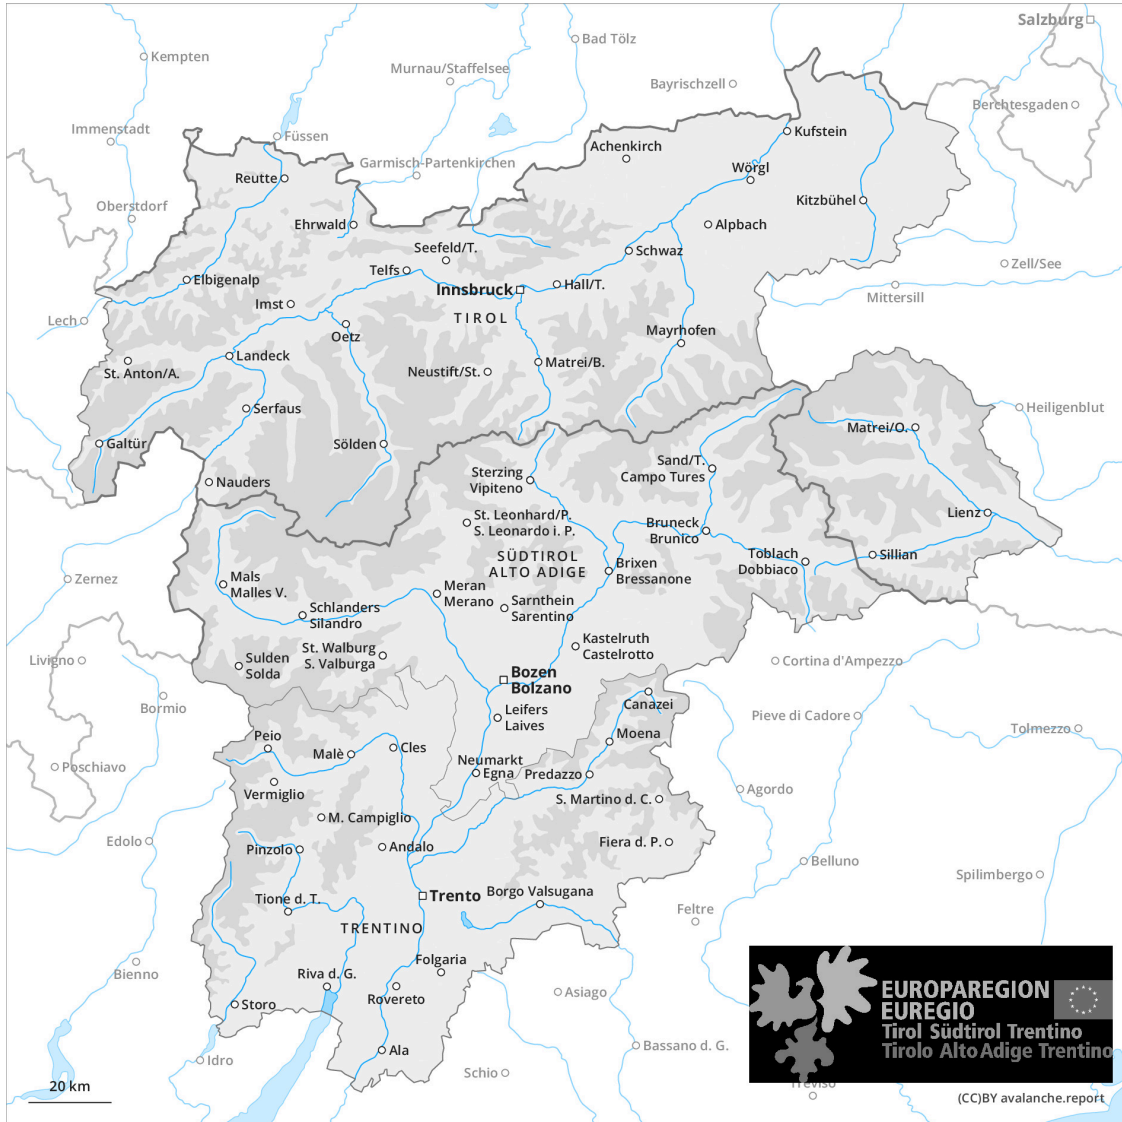 Salzburg
Bad Tölz
Kempten
Murnau/Staffelsee
Bayrischzell
Berchtesgaden
Immenstadt
Füssen
Kufstein
Achenkirch
Garmisch-Partenkirchen
Wörgl
Reutte
Kitzbühel
Oberstdorf
Ehrwald
Alpbach
Seefeld/T.
Schwaz
Zell/See
Telfs
Elbigenalp
Hall/T.
Innsbruck
Mittersill
Imst
TIROL
Lech
Oetz
Mayrhofen
Landeck
Matrei/B.
St. Anton/A.
Neustift/St.
Serfaus
Heiligenblut
Matrei/O.
Galtür
Sölden
Sand/T.
Campo Tures
Sterzing
Vipiteno
Nauders
Lienz
St. Leonhard/P.
S. Leonardo i. P.
Bruneck
Brunico
SÜDTIROL
ALTO ADIGE
Toblach
Dobbiaco
Sillian
Brixen
Bressanone
Zernez
Mals
Malles V.
Meran
Merano
Sarnthein
Sarentino
Schlanders
Silandro
Kastelruth
Castelrotto
St. Walburg
S. Valburga
Livigno
Sulden
Solda
Cortina d'Ampezzo
Bozen
Bolzano
Canazei
Bormio
Leifers
Laives
Pieve di Cadore
Tolmezzo
Peio
Moena
Malè
Cles
Neumarkt
Egna
Poschiavo
Predazzo
Vermiglio
Agordo
S. Martino d. C.
M. Campiglio
Edolo
Fiera d. P.
Pinzolo
Andalo
Belluno
Spilimbergo
Trento
Borgo Valsugana
Tione d. T.
Feltre
TRENTINO
Folgaria
Bienno
Riva d. G.
Asiago
Rovereto
Storo
EUROPAREGION
EUREGIO
Tirol Südtirol Trentino
Tirolo Alto Adige Trentino
Ala
Bassano d. G.
Idro
Schio
Treviso
20 km
(CC)BY avalanche.report